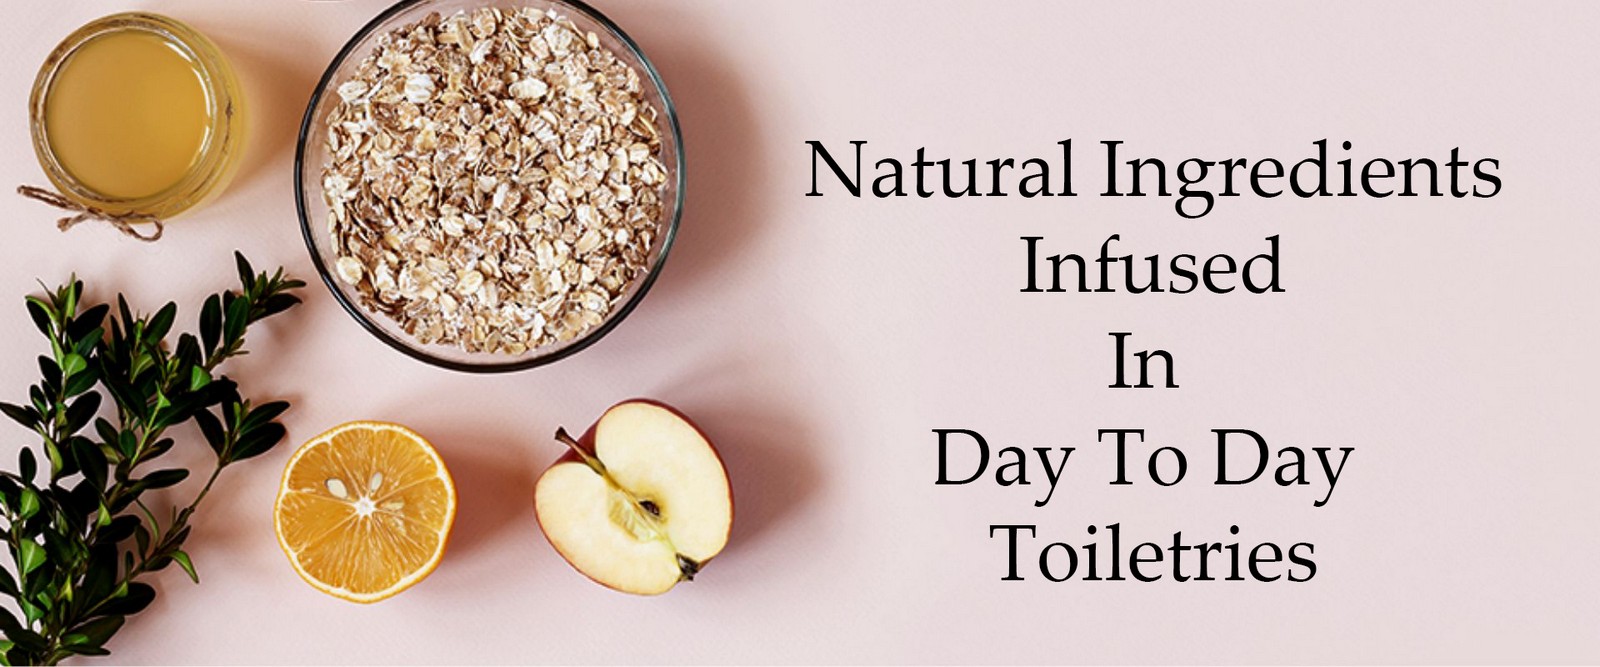 Natural Ingredients
Infused
In
Day To Day
Toiletries